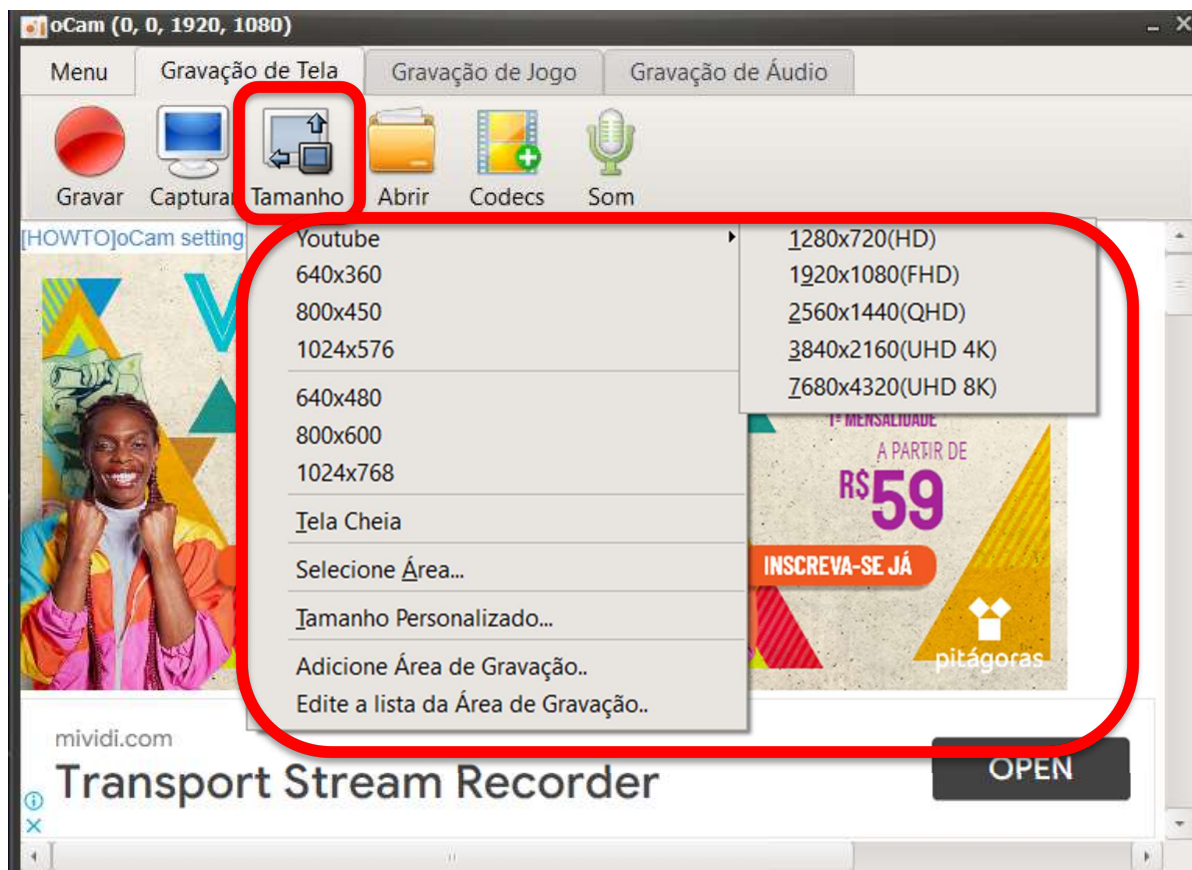 oCam (0, 0, 1920, 1080)
Menu Gravação de Tela Gravação de Jogo Gravação de Áudio
Gravar Capturar Tamanho Abrir Codecs Som
[HOWTO]oCam setting
Youtube
640x360
800x450
1024x576
640x480
800x600
1024x768
Tela Cheia
Selecione Área...
Tamanho Personalizado...
Adicione Área de Gravação..
Edite a lista da Área de Gravação..
1280x720(HD)
1920x1080(FHD)
2560x1440(QHD)
3840x2160(UHD 4K)
7680x4320(UHD 8K)
1ª MENSALIDADE
A PARTIR DE
R$59
INSCREVA-SE JÁ
pitágoras
mividi.com
Transport Stream Recorder
OPEN